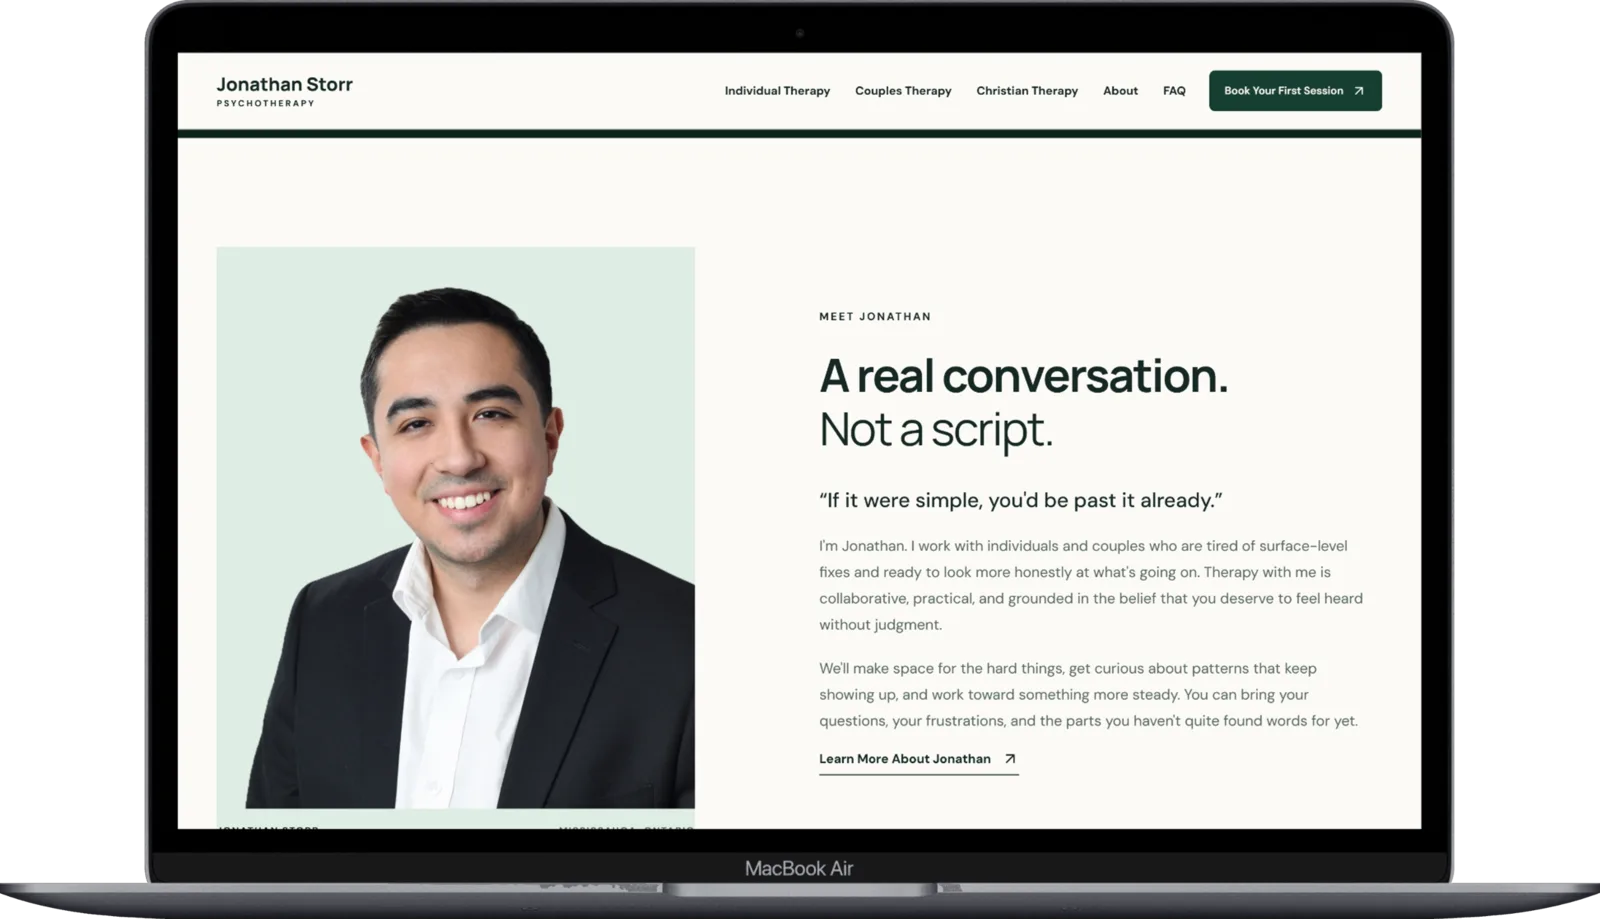 Jonathan Storr
PSYCHOTHERAPY
Individual Therapy
Couples Therapy
Christian Therapy
About
FAQ
Book Your First Session
MEET JONATHAN
A real conversation.
Not a script.
“If it were simple, you'd be past it already.”
I'm Jonathan. I work with individuals and couples who are tired of surface-level
fixes and ready to look more honestly at what's going on. Therapy with me is
collaborative, practical, and grounded in the belief that you deserve to feel heard
without judgment.
We'll make space for the hard things, get curious about patterns that keep
showing up, and work toward something more steady. You can bring your
questions, your frustrations, and the parts you haven't quite found words for yet.
Learn More About Jonathan
JONATHAN STORR
MISSISSAUGA, ONTARIO
MacBook Air